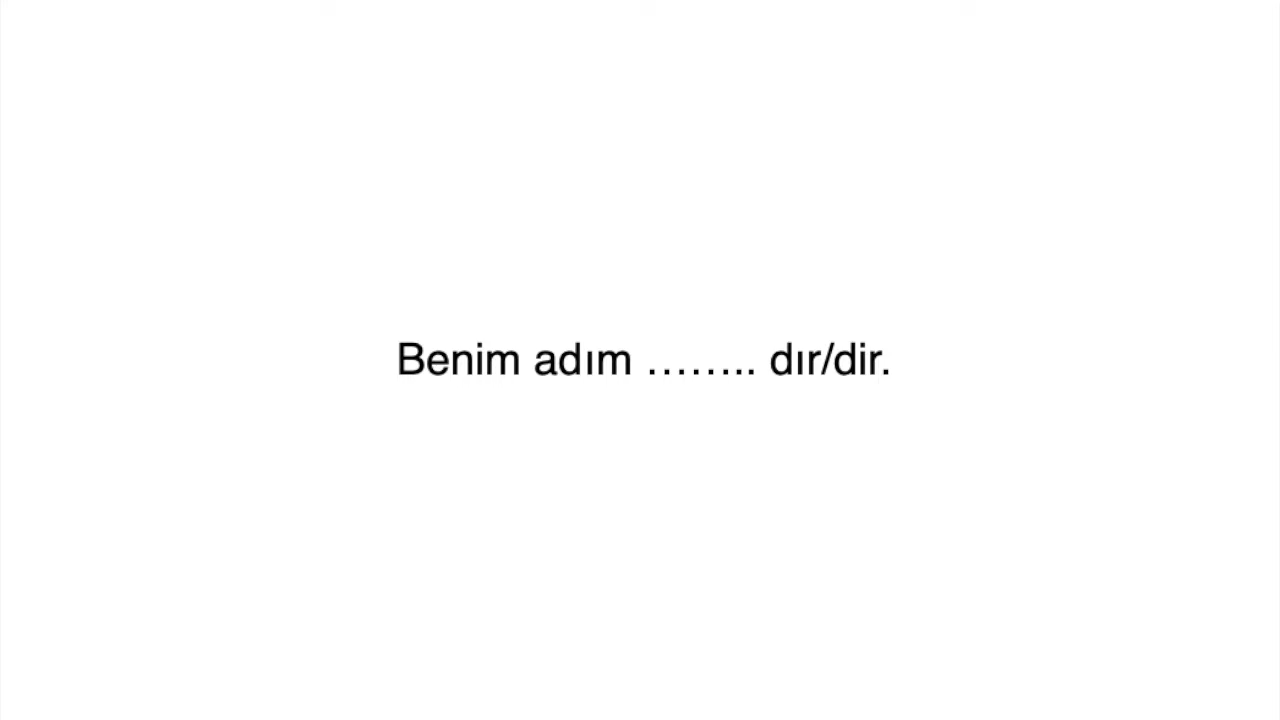 Benim adım …….. dır/dir.